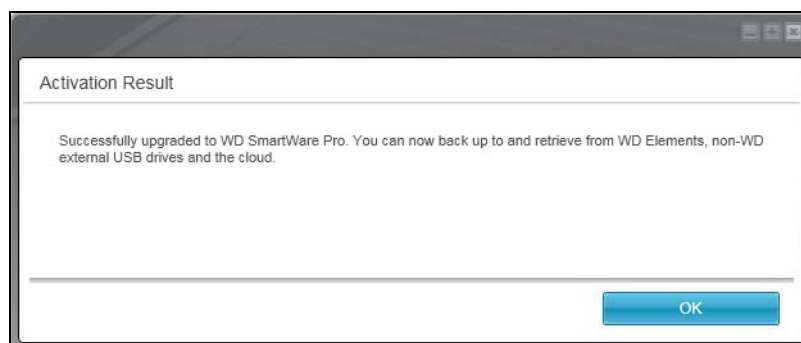 Activation Result
Successfully upgraded to WD SmartWare Pro. You can now back up to and retrieve from WD Elements, non-WD
external USB drives and the cloud.
OK